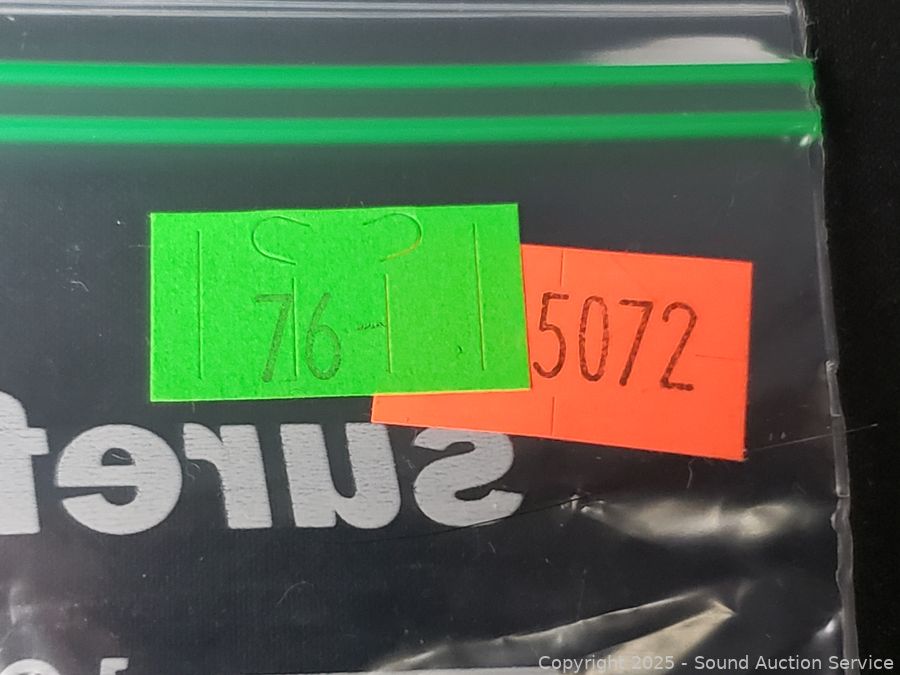 76-
5072
suref
Copyright 2025 - Sound Auction Service